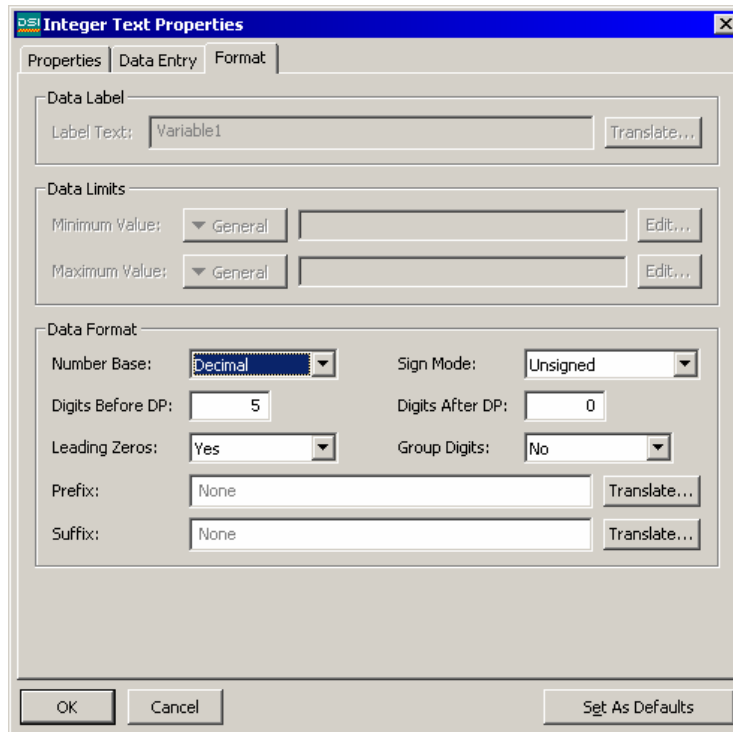 DSI Integer Text Properties
Properties Data Entry Format
Data Label
Label Text: Variable1 Translate...
Data Limits
Minimum Value: General Edit...
Maximum Value: General Edit...
Data Format
Number Base: Decimal Sign Mode: Unsigned
Digits Before DP: 5 Digits After DP: 0
Leading Zeros: Yes Group Digits: No
Prefix: None Translate...
Suffix: None Translate...
OK Cancel Set As Defaults